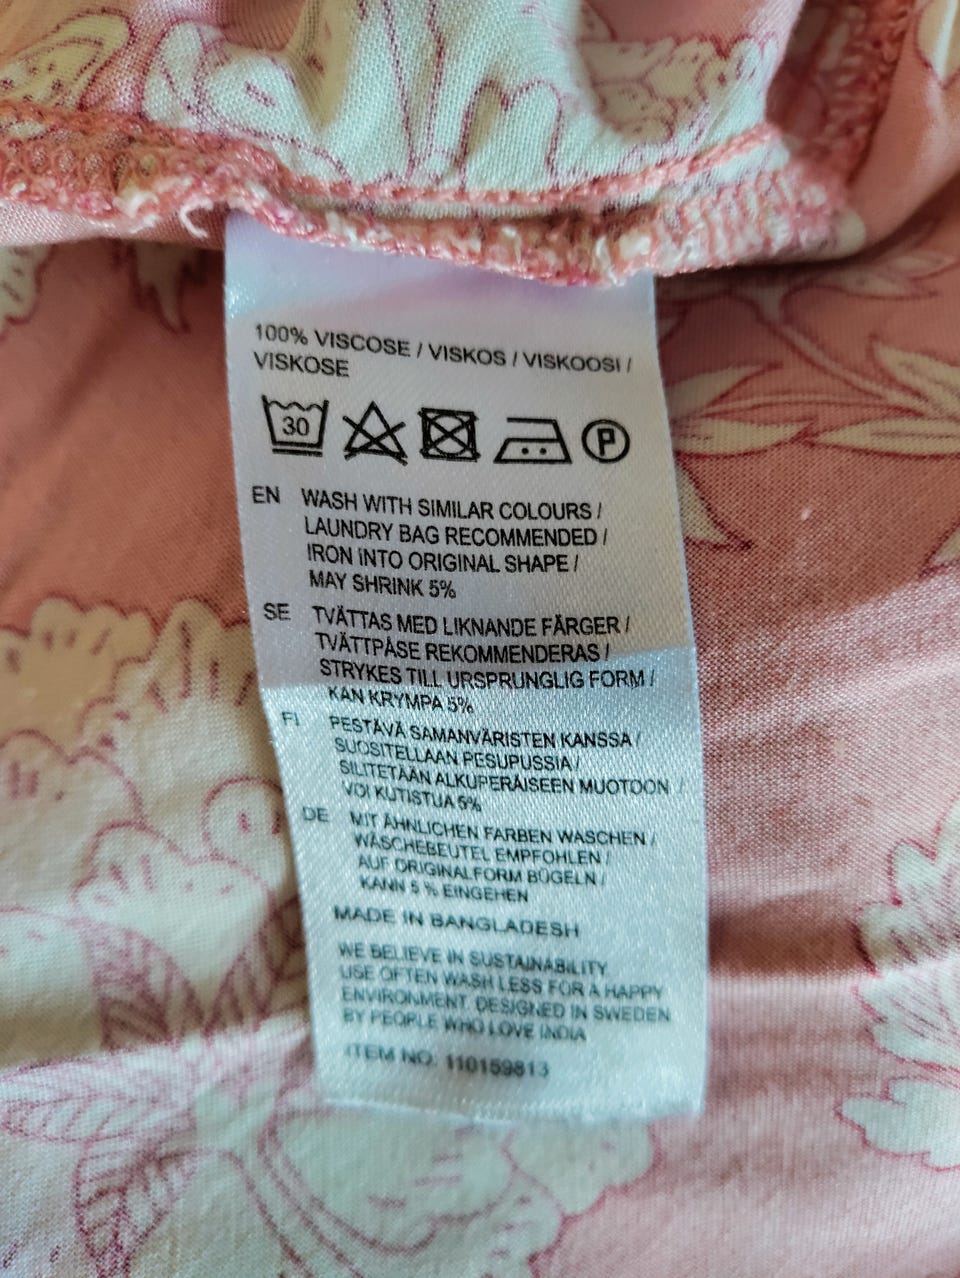 100% VISCOSE / VISKOS / VISKOOSI /
VISKOSE
30 P
EN WASH WITH SIMILAR COLOURS /
LAUNDRY BAG RECOMMENDED /
IRON INTO ORIGINAL SHAPE /
MAY SHRINK 5%
SE TVÄTTAS MED LIKNANDE FÄRGER /
TVÄTTPÅSE REKOMMENDERAS /
STRYKES TILL URSPRUNGLIG FORM /
KAN KRYMPA 5%
FI PESTÄVÄ SAMANVÄRISTEN KANSSA /
SUOSITELLAAN PESUPUSSIA /
SILITETÄÄN ALKUPERÄISEEN MUOTOON /
VOI KUTISTUA 5%
DE MIT ÄHNLICHEN FARBEN WASCHEN /
WÄSCHEBEUTEL EMPFOHLEN /
AUF ORIGINALFORM BÜGELN /
KANN 5 % EINGEHEN
MADE IN BANGLADESH
WE BELIEVE IN SUSTAINABILITY
USE OFTEN WASH LESS FOR A HAPPY
ENVIRONMENT. DESIGNED IN SWEDEN
BY PEOPLE WHO LOVE INDIA
ITEM NO: 110159813